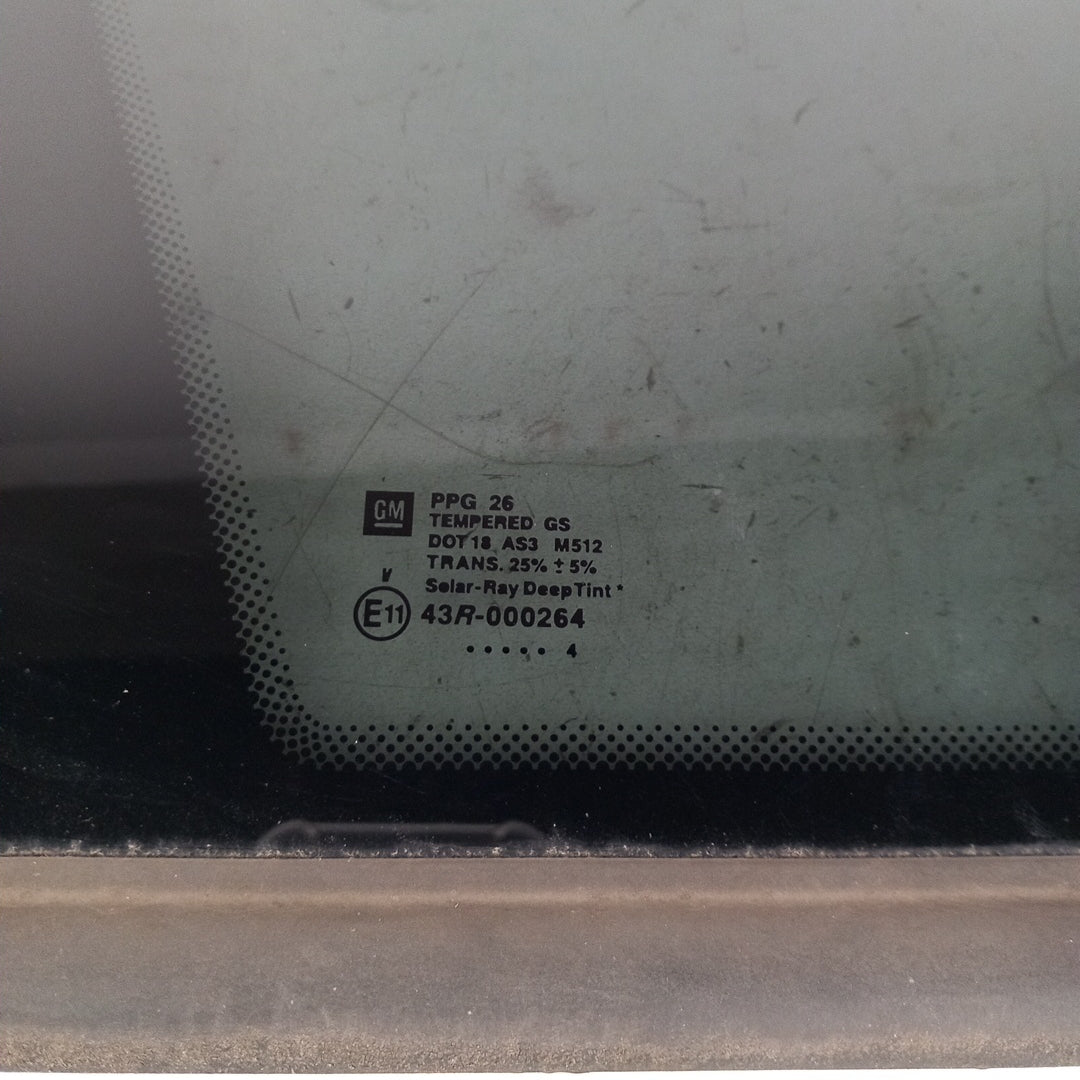 GM
PPG 26
TEMPERED GS
DOT 18 AS3 M512
TRANS. 25% ± 5%
Solar-Ray DeepTint *
V
E11 43R-000264
..... 4